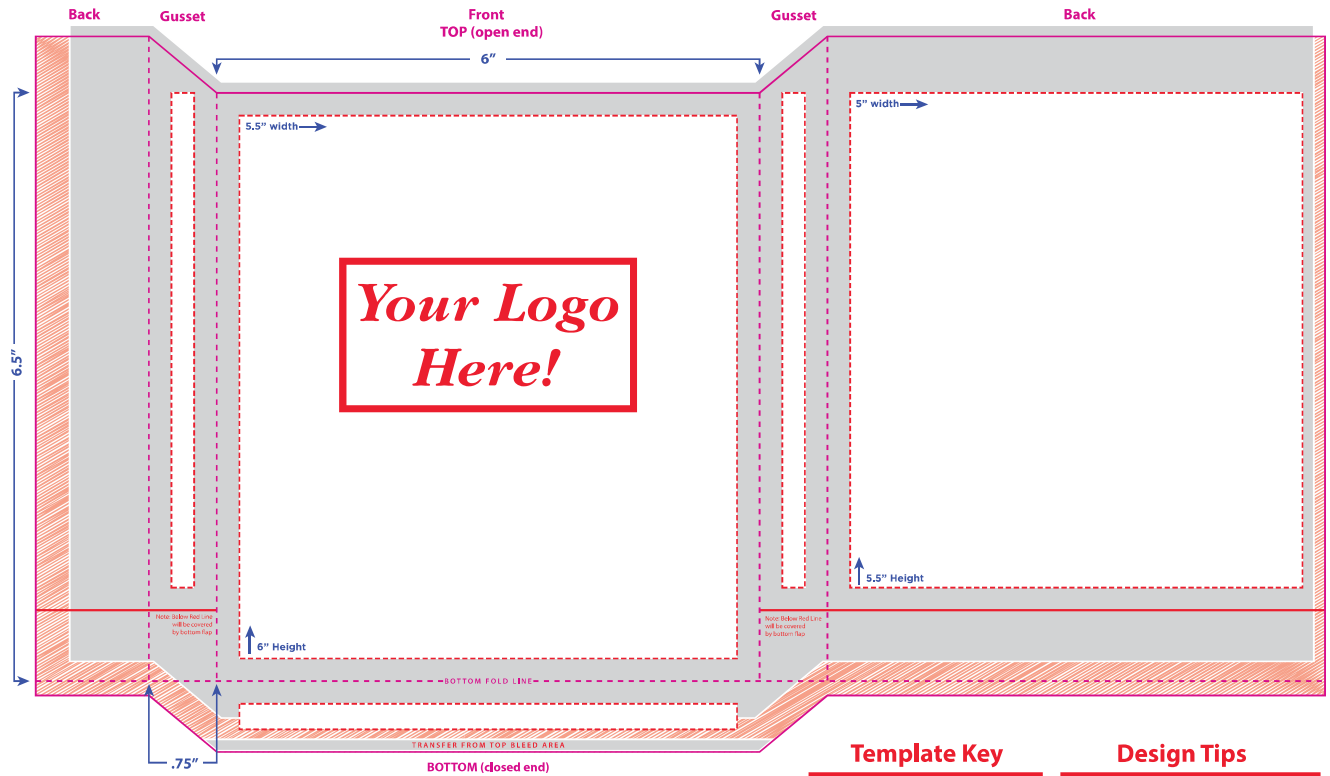 Back
Gusset
Front
TOP (open end)
Gusset
Back
6”
5.5” width
5” width
Your Logo
Here!
6.5”
5.5” Height
Note: Below Red Line
will be covered
by bottom flap
Note: Below Red Line
will be covered
by bottom flap
6” Height
BOTTOM FOLD LINE
TRANSFER FROM TOP BLEED AREA
.75”
BOTTOM (closed end)
Template Key
Design Tips